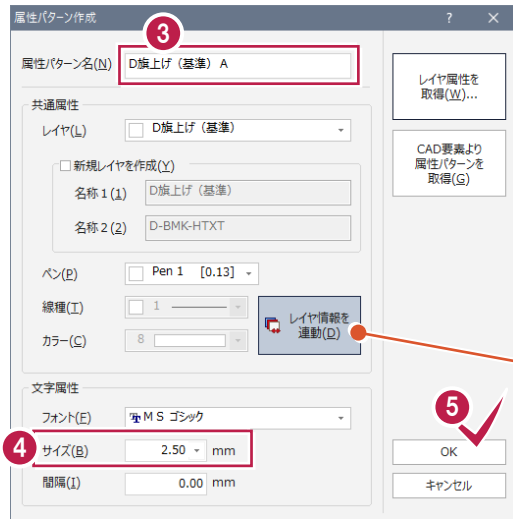 属性パターン作成
? ×
3
属性パターン名(N) D旗上げ（基準）A
レイヤ属性を
取得(W)...
CAD要素より
属性パターンを
取得(G)
共通属性
レイヤ(L) D旗上げ（基準）
新規レイヤを作成(Y)
名称１(1) D旗上げ（基準）
名称２(2) D-BMK-HTXT
ペン(P) Pen 1 [0.13]
線種(T) 1
カラー(C) 8
レイヤ情報を
連動(D)
文字属性
フォント(F) ＭＳ ゴシック
4 サイズ(B) 2.50 mm
間隔(I) 0.00 mm
5
OK
キャンセル